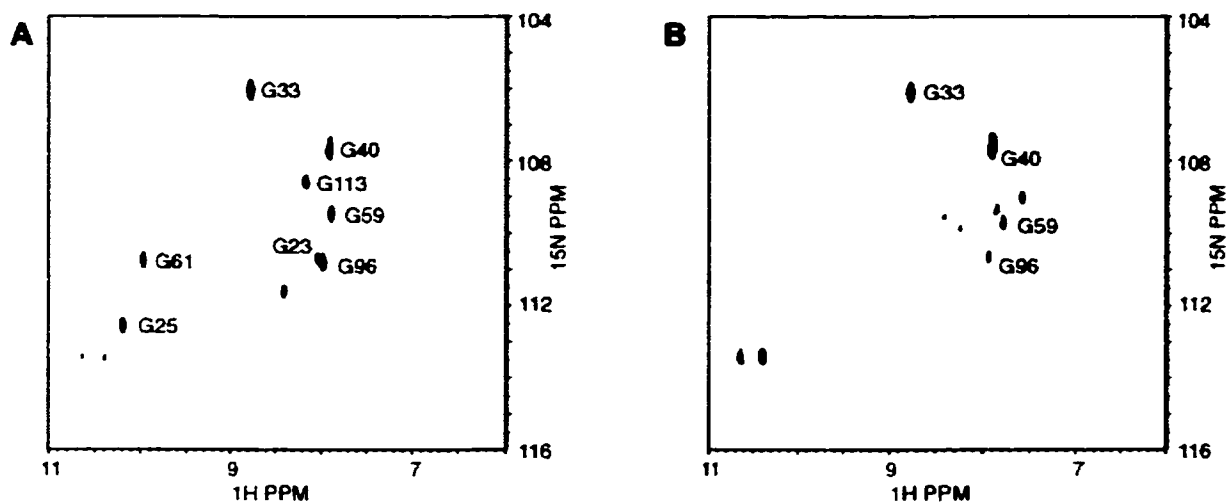 A
G33
G40
G113
G59
G23
G96
G61
G25
104
108
112
116
15N PPM
11
9
7
1H PPM
B
G33
G40
G59
G96
104
108
112
116
15N PPM
11
9
7
1H PPM